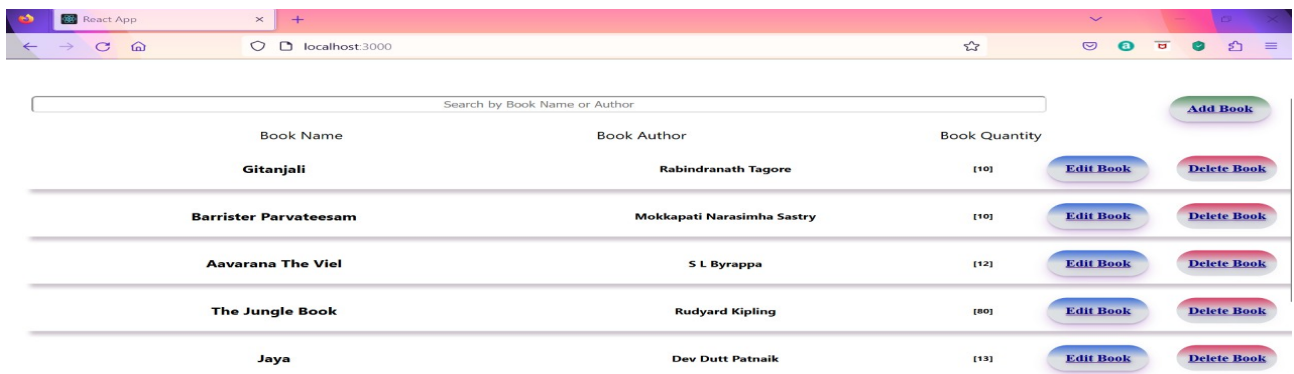 React App
localhost:3000
Search by Book Name or Author
Add Book
Book Name Book Author Book Quantity
Gitanjali Rabindranath Tagore [10] Edit Book Delete Book
Barrister Parvateesam Mokkapati Narasimha Sastry [10] Edit Book Delete Book
Aavarana The Viel S L Byrappa [12] Edit Book Delete Book
The Jungle Book Rudyard Kipling [80] Edit Book Delete Book
Jaya Dev Dutt Patnaik [13] Edit Book Delete Book